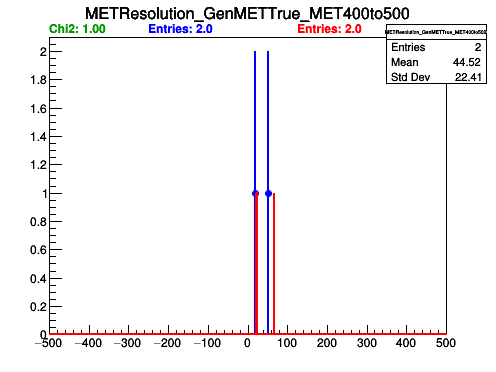 METResolution_GenMETTrue_MET400to500
Chi2: 1.00 Entries: 2.0 Entries: 2.0
METResolution_GenMETTrue_MET400to500
Entries 2
Mean 44.52
Std Dev 22.41
2
1.8
1.6
1.4
1.2
1
0.8
0.6
0.4
0.2
0
−500 −400 −300 −200 −100 0 100 200 300 400 500